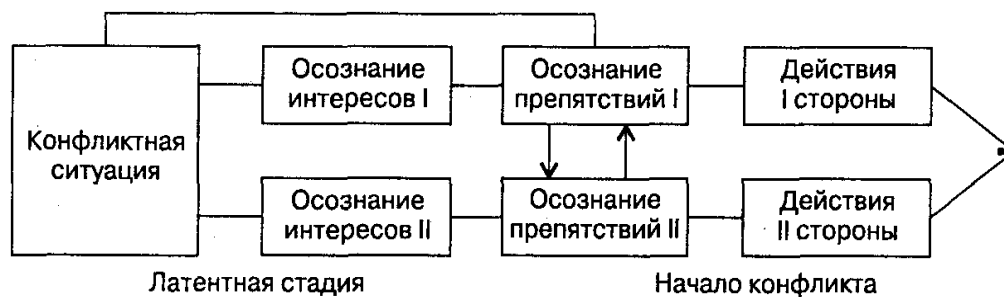 Конфликтная
ситуация
Осознание
интересов I
Осознание
препятствий I
Действия
I стороны
Осознание
интересов II
Осознание
препятствий II
Действия
II стороны
Латентная стадия
Начало конфликта